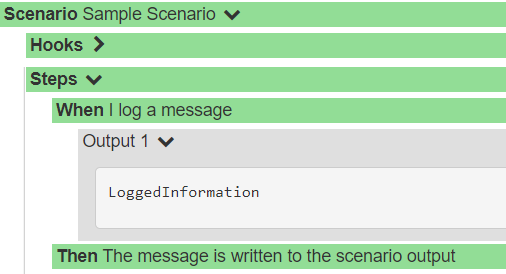 Scenario Sample Scenario
Hooks
Steps
When I log a message
Output 1
LoggedInformation
Then The message is written to the scenario output